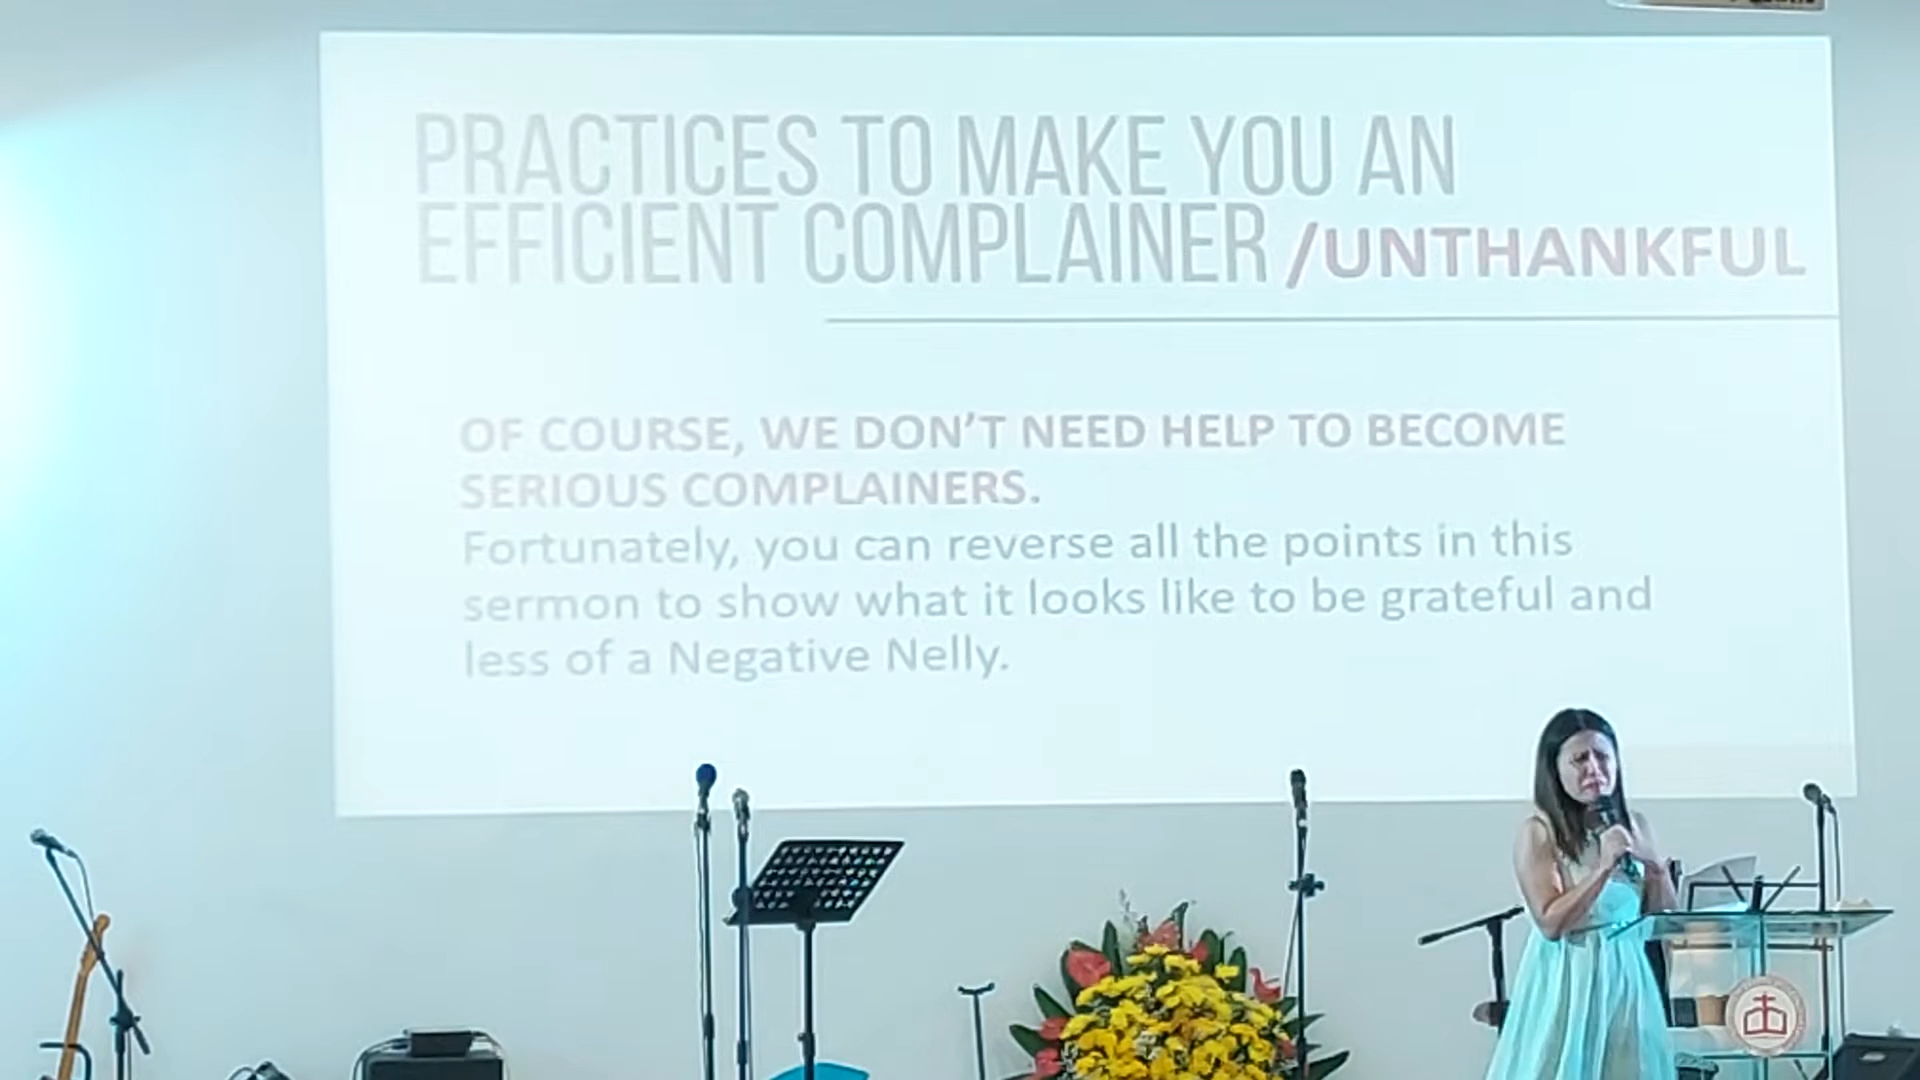 PRACTICES TO MAKE YOU AN
EFFICIENT COMPLAINER /UNTHANKFUL
OF COURSE, WE DON'T NEED HELP TO BECOME
SERIOUS COMPLAINERS.
Fortunately, you can reverse all the points in this
sermon to show what it looks like to be grateful and
less of a Negative Nelly.